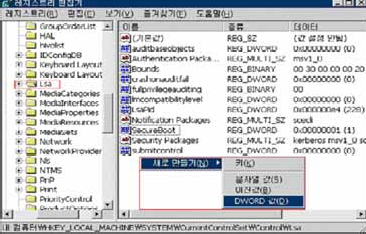 레지스트리 편집기
레지스트리(R) 편집(E) 보기(V) 즐겨찾기(F) 도움말(H)
GroupOrderList
HAL
hivelist
IDConfigDB
Keyboard Layout
Keyboard Layout
Lsa
MediaCategories
MediaInterfaces
MediaProperties
MediaResources
MediaSets
Network
NetworkProvider
Nls
NTMS
PnP
Print
PriorityControl
ProductOptions
이름 종류 데이터
(기본값) REG_SZ (값 설정 안됨)
auditbaseobjects REG_DWORD 0x00000000 (0)
Authentication Packa... REG_MULTI_SZ msv1_0
Bounds REG_BINARY 00 30 00 00 00 20
crashonauditfail REG_DWORD 0x00000000 (0)
fullprivilegeauditing REG_BINARY 00
lmcompatibilitylevel REG_DWORD 0x00000000 (0)
LsaPid REG_DWORD (228)
Notification Packages REG_MULTI_SZ scecli
SecureBoot REG_DWORD 0x00000001 (1)
Security Packages REG_MULTI_SZ kerberos msv1_0 sc
submitcontrol REG_DWORD 0x00000000 (0)
새로 만들기(N) 키(K)
문자열 값(S)
이진값(B)
DWORD 값(D)
내 컴퓨터\HKEY_LOCAL_MACHINE\SYSTEM\CurrentControlSet\Control\Lsa